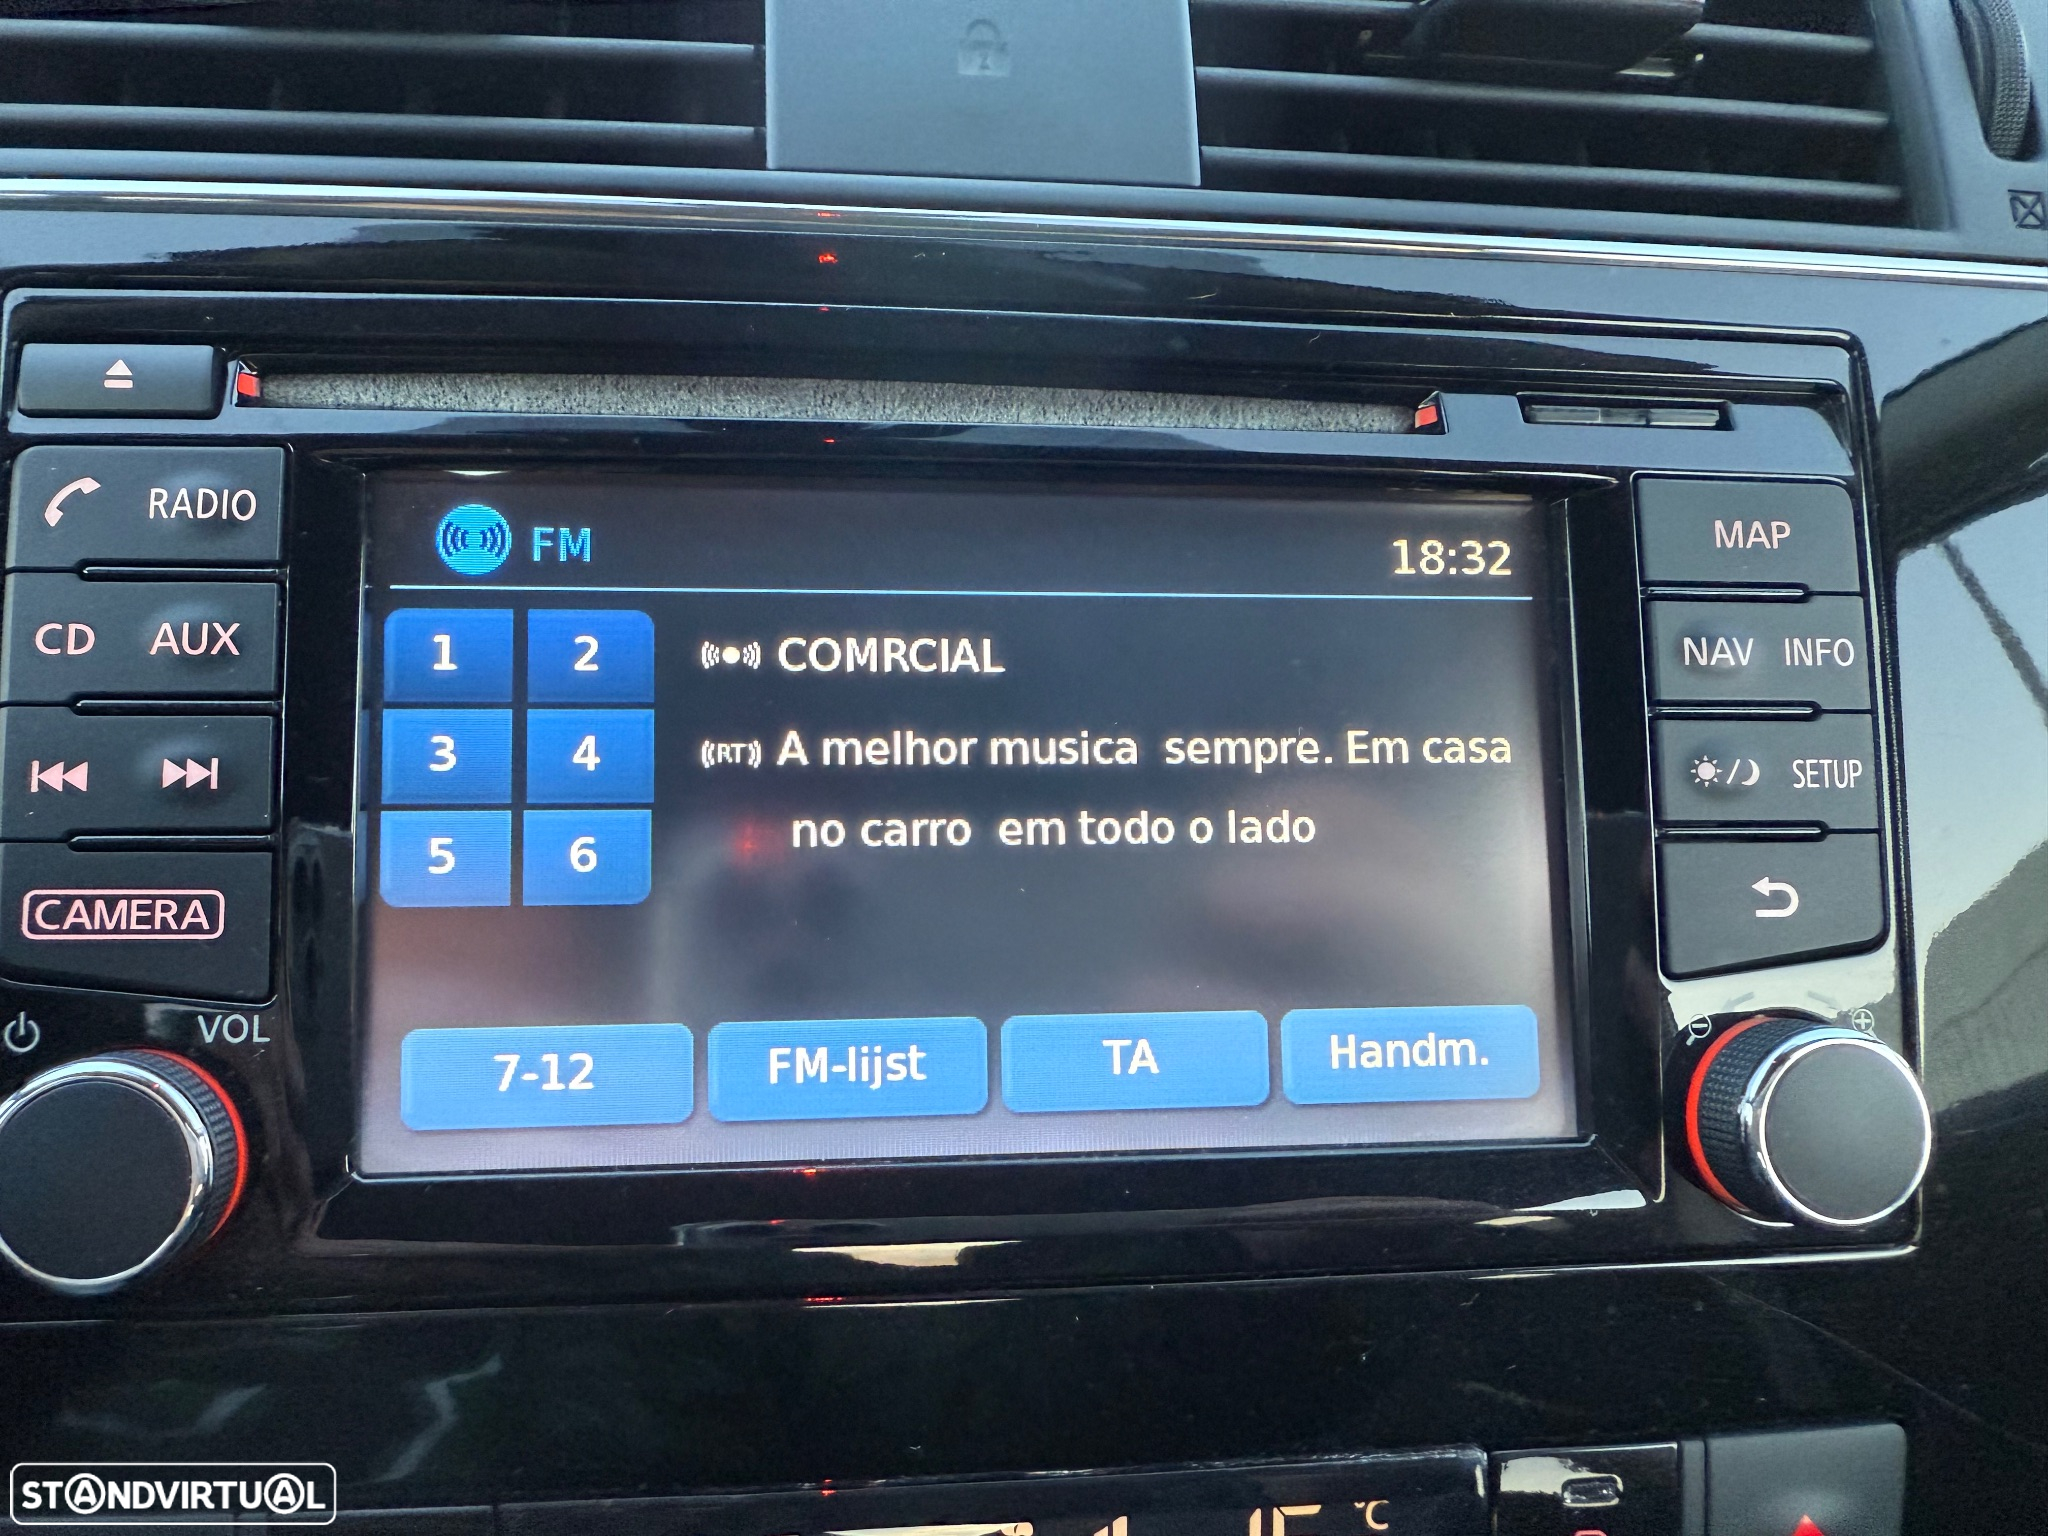 RADIO
MAP
FM
18:32
CD AUX
NAV INFO
1 2
COMRCIAL
3 4
((RT)) A melhor musica sempre. Em casa
no carro em todo o lado
SETUP
5 6
CAMERA
VOL
7-12
FM-lijst
TA
Handm.
STANDVIRTUAL
°C